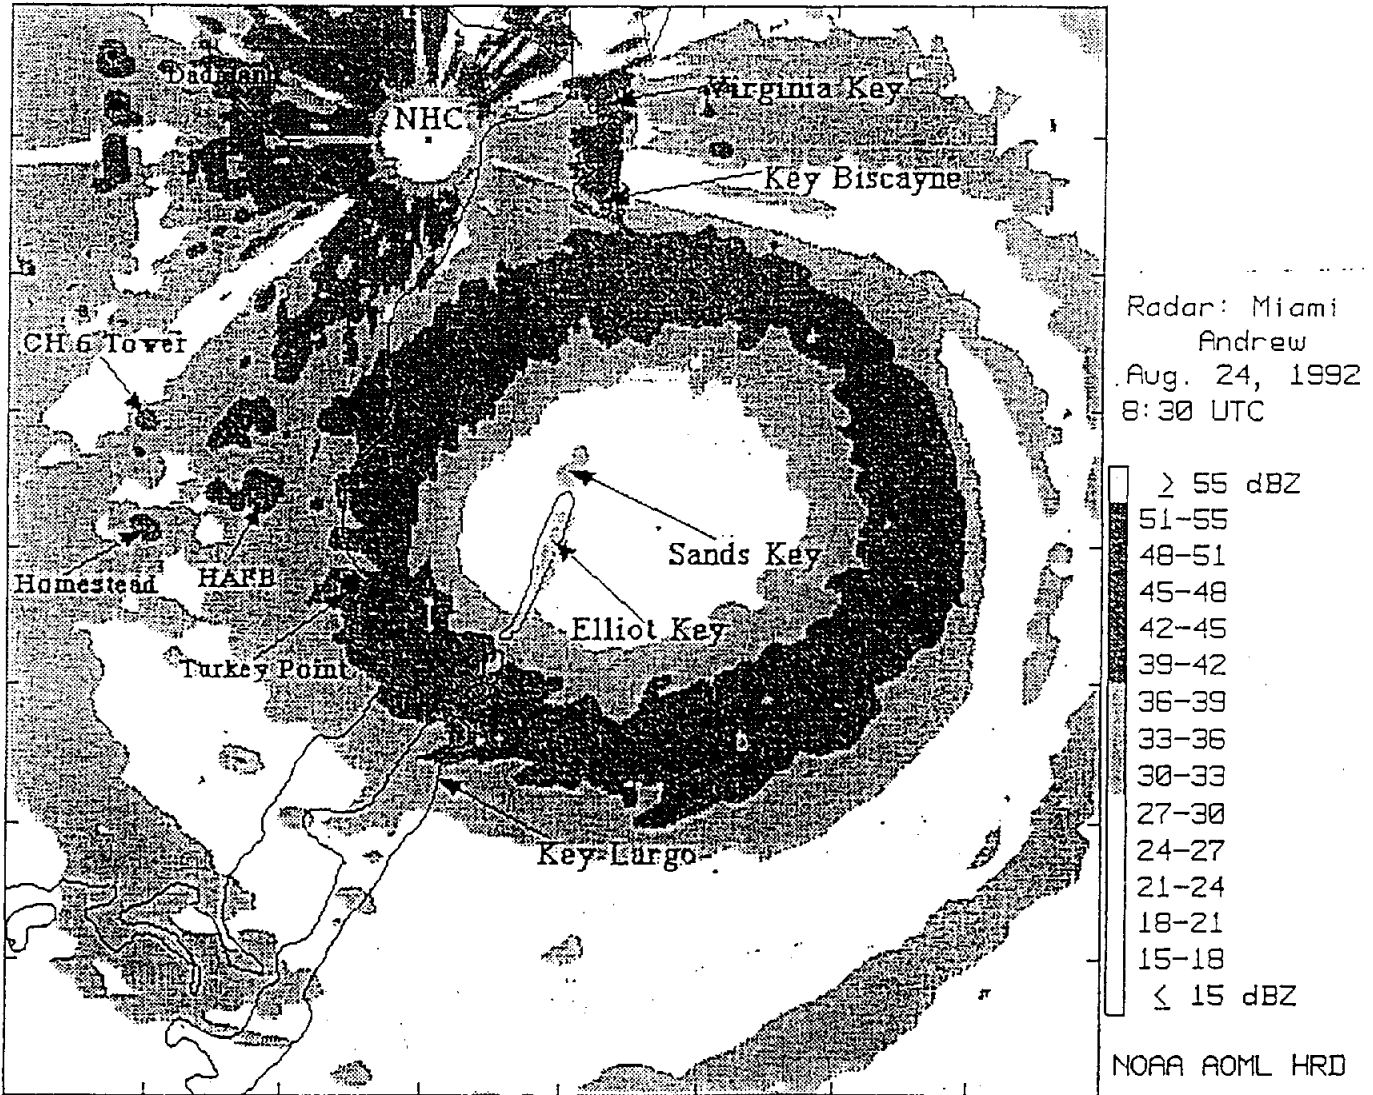 Dadeland
Virginia Key
NHC
Key Biscayne
CH 6 Tower
Sands Key
Homestead
HAFB
Elliot Key
Turkey Point
Key Largo
Radar: Miami
Andrew
Aug. 24, 1992
8:30 UTC
≥ 55 dBZ
51-55
48-51
45-48
42-45
39-42
36-39
33-36
30-33
27-30
24-27
21-24
18-21
15-18
≤ 15 dBZ
NOAA AOML HRD